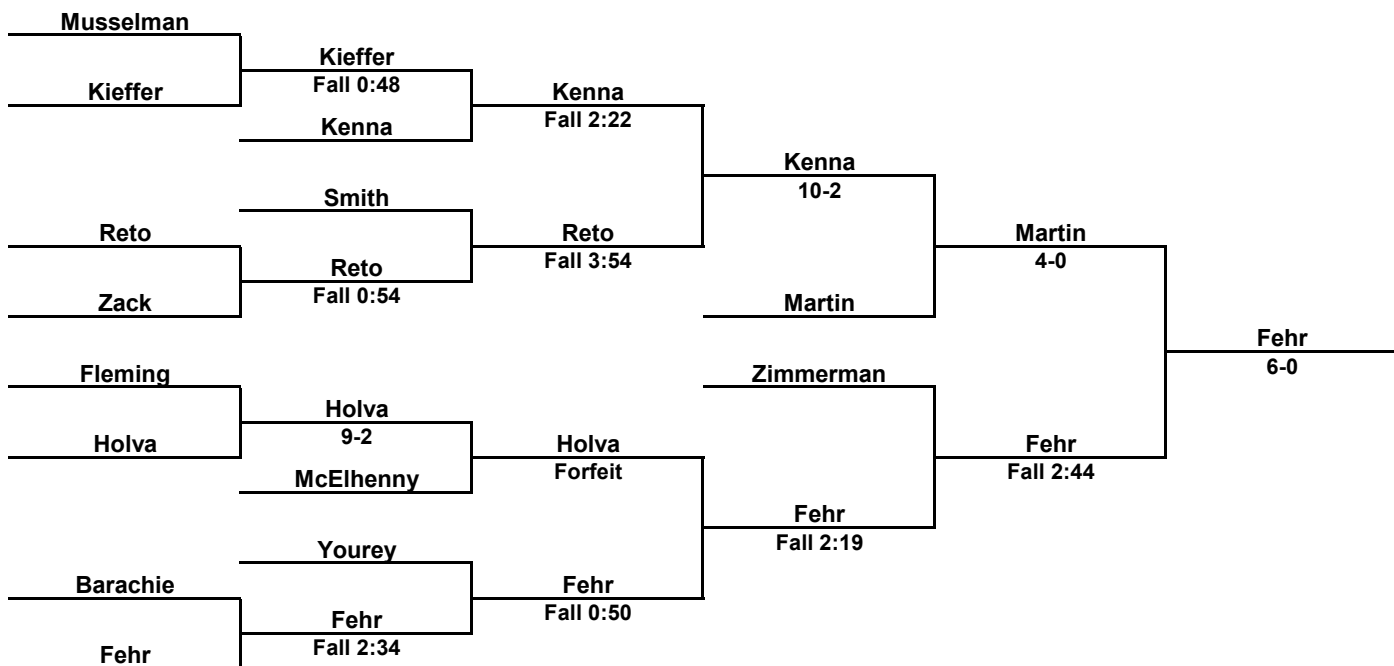 Musselman
Kieffer
Fall 0:48
Kieffer
Kenna
Kenna
Fall 2:22
Kenna
10-2
Smith
Reto
Reto
Fall 3:54
Reto
Fall 0:54
Zack
Martin
Martin
4-0
Fehr
6-0
Fleming
Zimmerman
Holva
9-2
Holva
Holva
Forfeit
McElhenny
Fehr
Fall 2:44
Fehr
Fall 2:19
Yourey
Barachie
Fehr
Fall 0:50
Fehr
Fall 2:34
Fehr